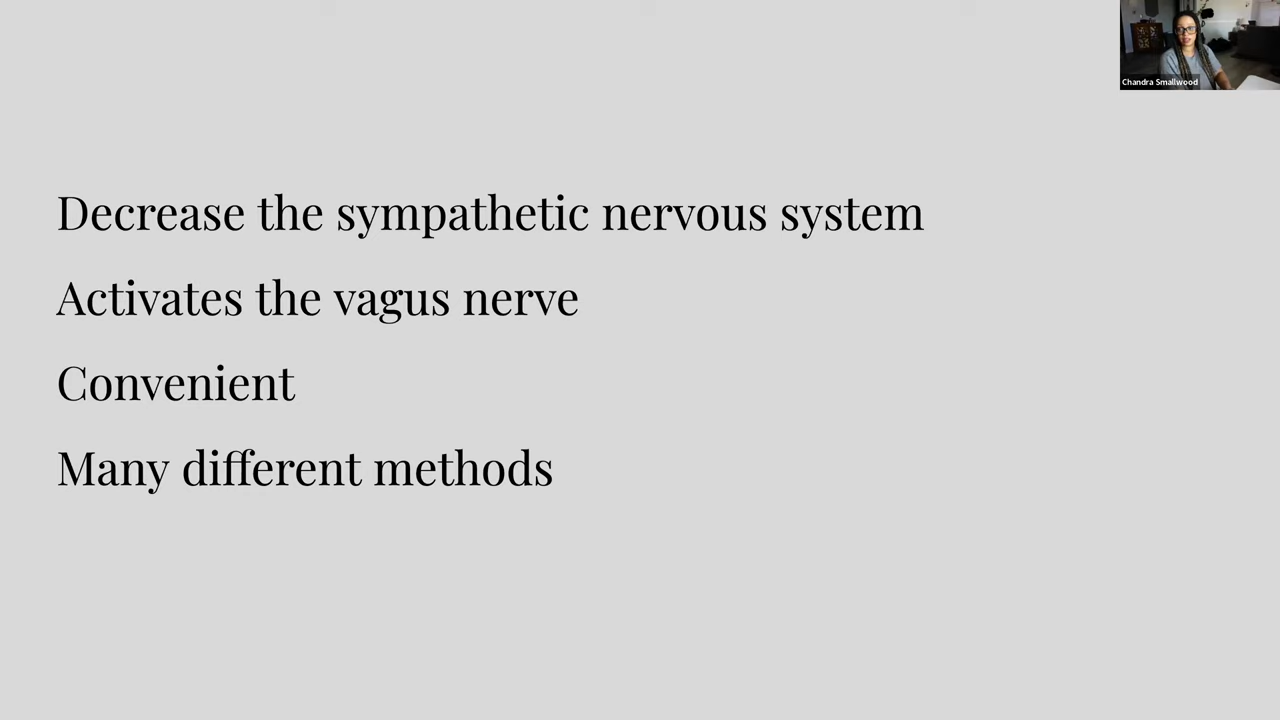 Chandra Smallwood
Decrease the sympathetic nervous system
Activates the vagus nerve
Convenient
Many different methods